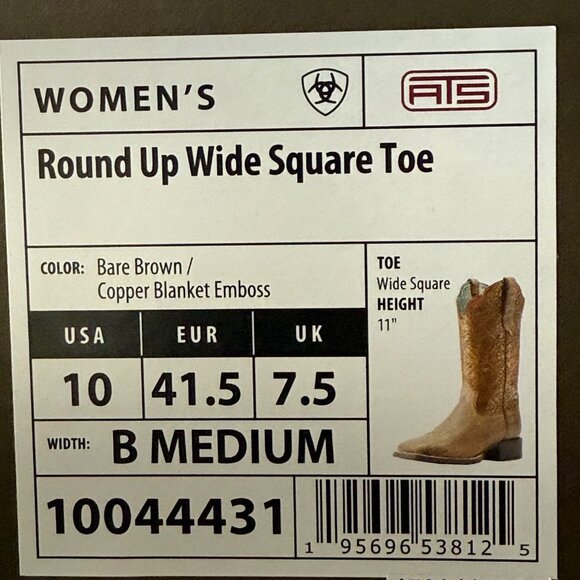 WOMEN'S
ATS
Round Up Wide Square Toe
COLOR: Bare Brown /
Copper Blanket Emboss
TOE
Wide Square
HEIGHT
11"
USA EUR UK
10 41.5 7.5
WIDTH: B MEDIUM
10044431
1 95696 53812 5